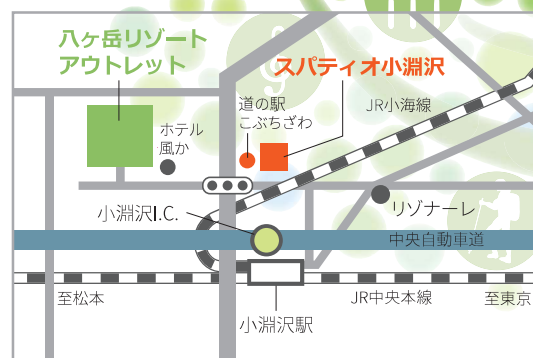 八ヶ岳リゾート
アウトレット
スパティオ小淵沢
道の駅
こぶちざわ
JR小海線
ホテル
風か
小淵沢I.C.
リゾナーレ
中央自動車道
至松本
JR中央本線
至東京
小淵沢駅